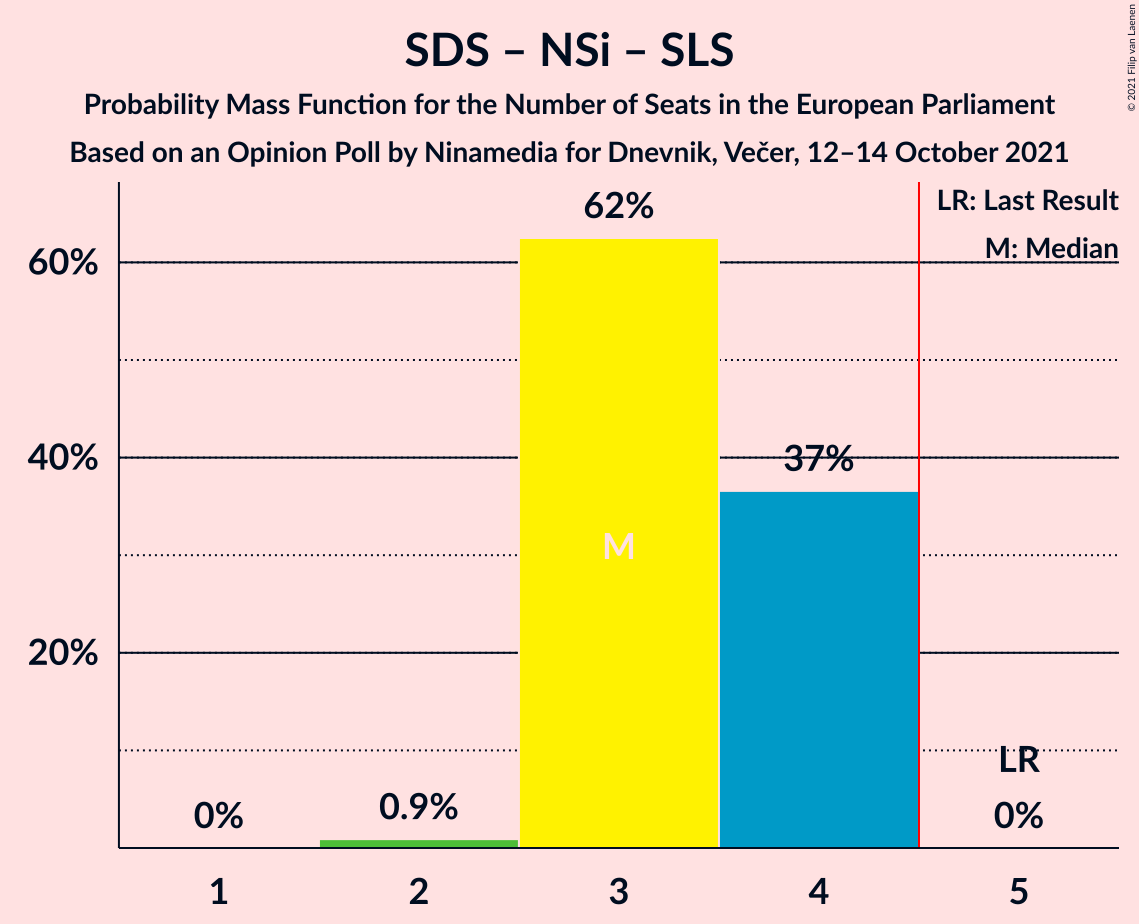 SDS – NSi – SLS
Probability Mass Function for the Number of Seats in the European Parliament
Based on an Opinion Poll by Ninamedia for Dnevnik, Večer, 12–14 October 2021
© 2021 Filip van Laenen
LR: Last Result
M: Median
62%
60%
40%
37%
M
20%
LR
0%
0.9%
0%
1
2
3
4
5